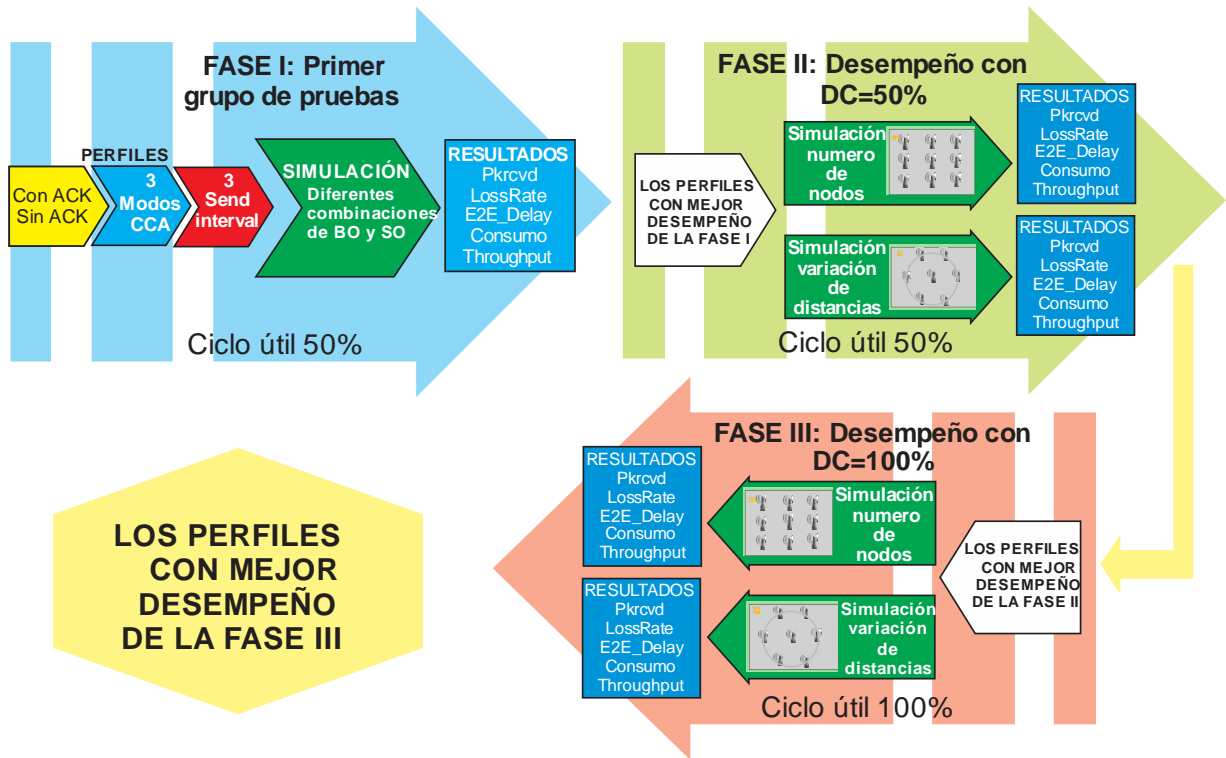 FASE I: Primer
grupo de pruebas
PERFILES
Con ACK
Sin ACK
3
Modos
CCA
3
Send
interval
SIMULACIÓN
Diferentes
combinaciones
de BO y SO
RESULTADOS
Pkrcvd
LossRate
E2E_Delay
Consumo
Throughput
Ciclo útil 50%
FASE II: Desempeño con
DC=50%
LOS PERFILES
CON MEJOR
DESEMPEÑO
DE LA FASE I
Simulación
numero
de
nodos
RESULTADOS
Pkrcvd
LossRate
E2E_Delay
Consumo
Throughput
Simulación
variación
de
distancias
RESULTADOS
Pkrcvd
LossRate
E2E_Delay
Consumo
Throughput
Ciclo útil 50%
FASE III: Desempeño con
DC=100%
LOS PERFILES
CON MEJOR
DESEMPEÑO
DE LA FASE II
Simulación
numero
de
nodos
RESULTADOS
Pkrcvd
LossRate
E2E_Delay
Consumo
Throughput
Simulación
variación
de
distancias
RESULTADOS
Pkrcvd
LossRate
E2E_Delay
Consumo
Throughput
Ciclo útil 100%
LOS PERFILES
CON MEJOR
DESEMPEÑO
DE LA FASE III